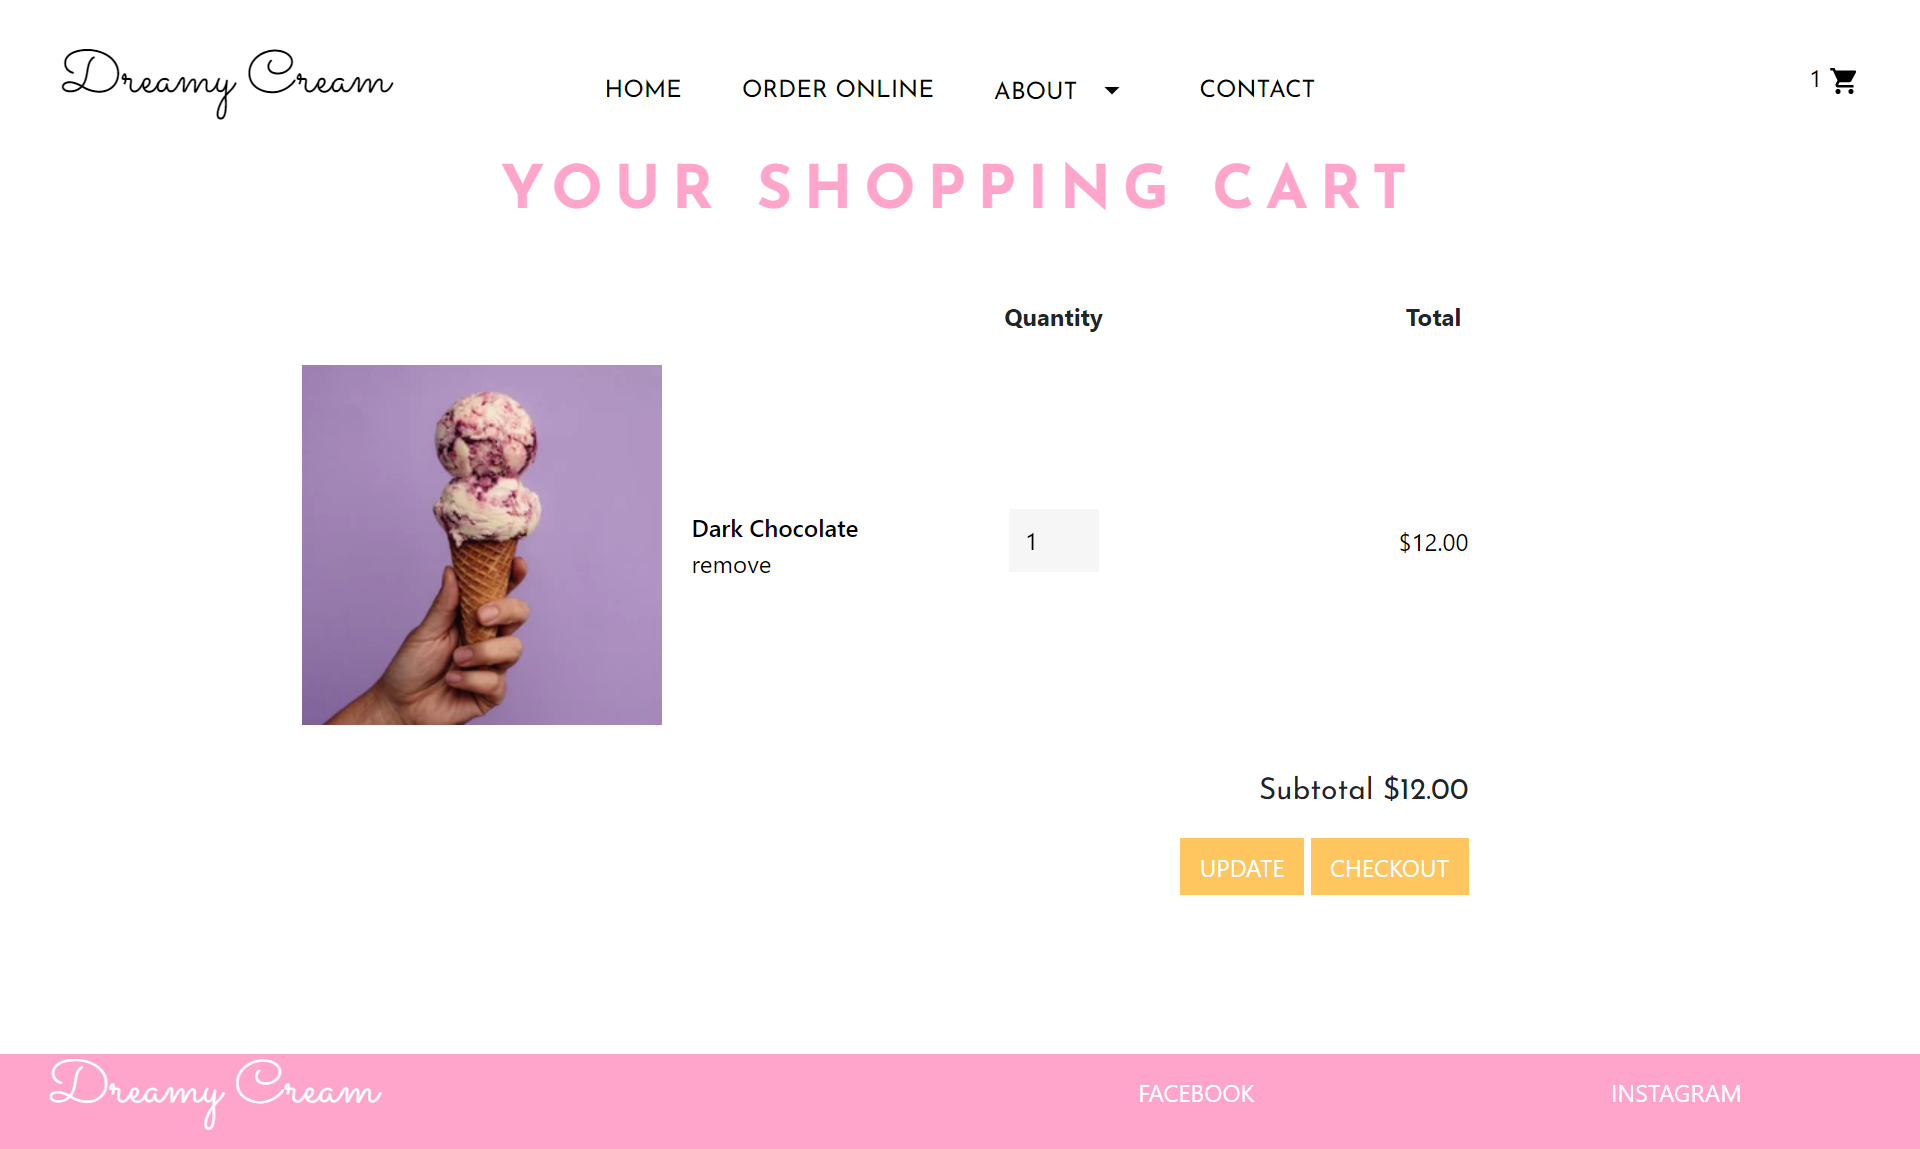 Dreamy Cream
HOME ORDER ONLINE ABOUT CONTACT
1
YOUR SHOPPING CART
Quantity Total
Dark Chocolate
remove
1
$12.00
Subtotal $12.00
UPDATE CHECKOUT
Dreamy Cream
FACEBOOK INSTAGRAM